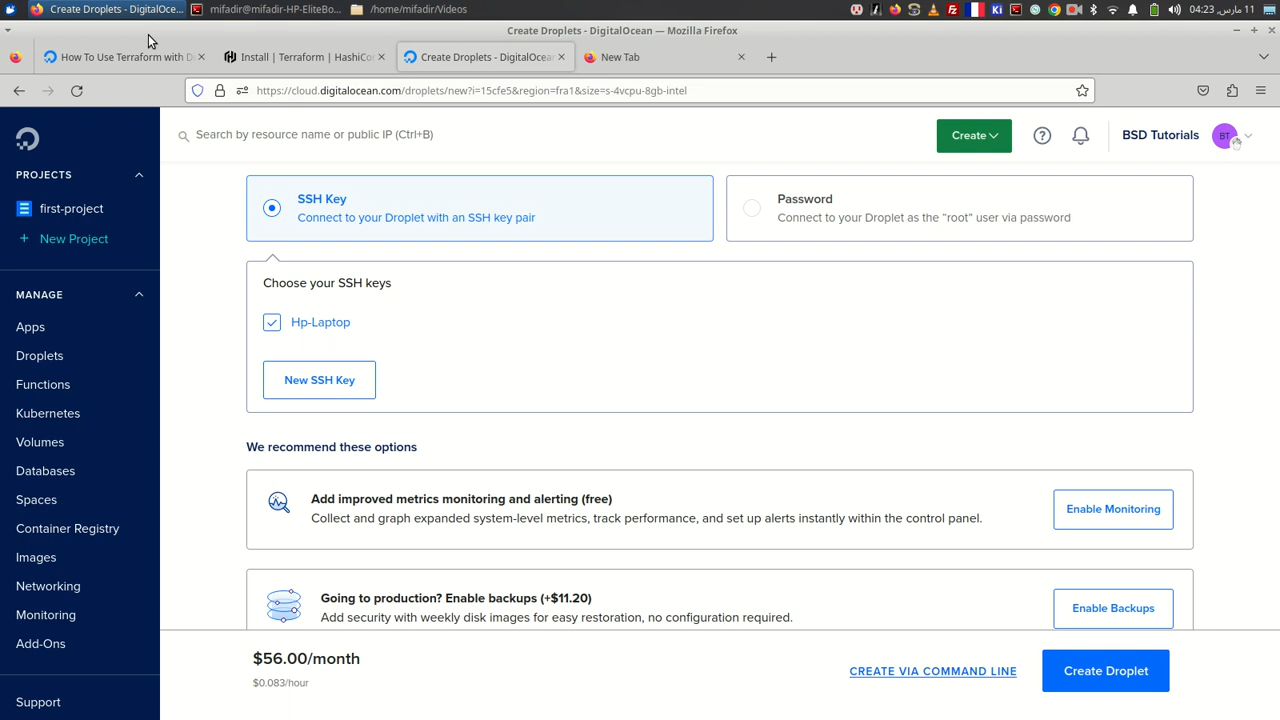 Create Droplets - DigitalOce...
mifadir@mifadir-HP-EliteBo...
/home/mifadir/Videos
Ki
11 مارس, 04:23
Create Droplets - DigitalOcean — Mozilla Firefox
How To Use Terraform with D
Install | Terraform | HashiCor
Create Droplets - DigitalOcean
New Tab
https://cloud.digitalocean.com/droplets/new?i=15cfe5&region=fra1&size=s-4vcpu-8gb-intel
Search by resource name or public IP (Ctrl+B)
Create
BSD Tutorials
BT
PROJECTS
first-project
+ New Project
MANAGE
Apps
Droplets
Functions
Kubernetes
Volumes
Databases
Spaces
Container Registry
Images
Networking
Monitoring
Add-Ons
Support
SSH Key
Connect to your Droplet with an SSH key pair
Password
Connect to your Droplet as the “root” user via password
Choose your SSH keys
Hp-Laptop
New SSH Key
We recommend these options
Add improved metrics monitoring and alerting (free)
Collect and graph expanded system-level metrics, track performance, and set up alerts instantly within the control panel.
Enable Monitoring
Going to production? Enable backups (+$11.20)
Add security with weekly disk images for easy restoration, no configuration required.
Enable Backups
$56.00/month
$0.083/hour
CREATE VIA COMMAND LINE
Create Droplet